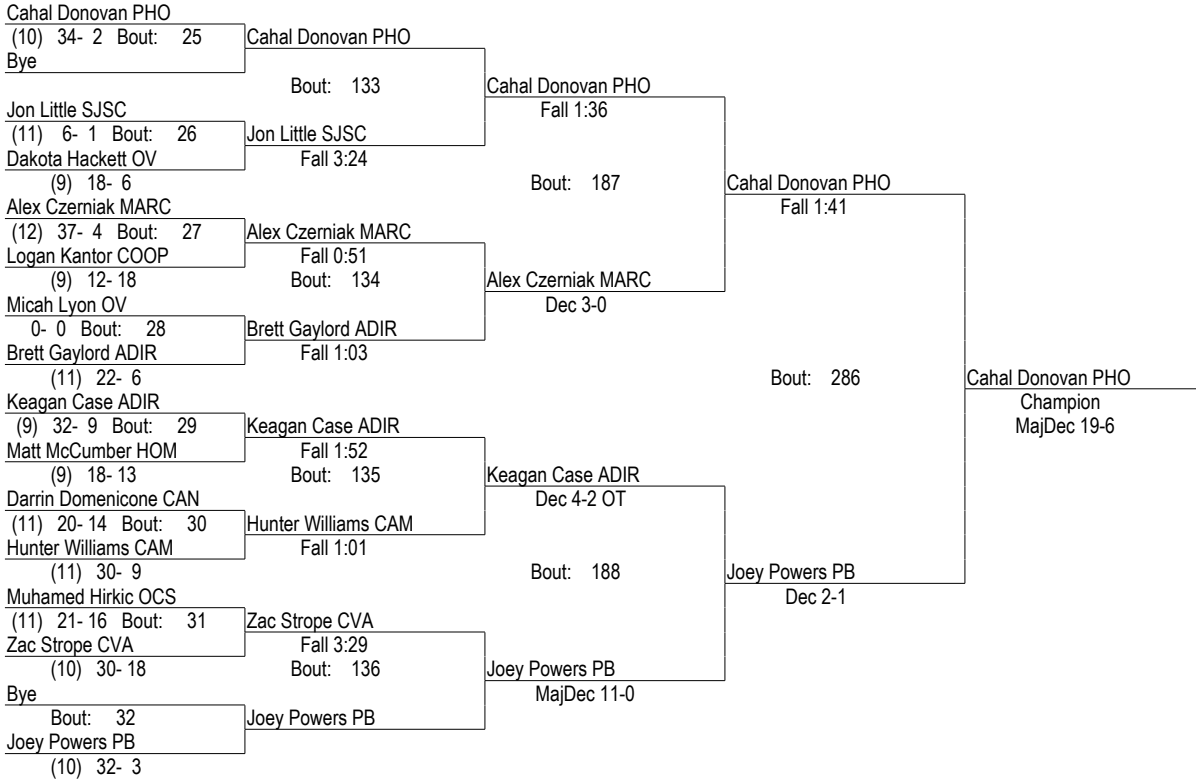 Cahal Donovan PHO
(10) 34- 2 Bout: 25
Bye
Jon Little SJSC
(11) 6- 1 Bout: 26
Dakota Hackett OV
(9) 18- 6
Alex Czerniak MARC
(12) 37- 4 Bout: 27
Logan Kantor COOP
(9) 12- 18
Micah Lyon OV
0- 0 Bout: 28
Brett Gaylord ADIR
(11) 22- 6
Keagan Case ADIR
(9) 32- 9 Bout: 29
Matt McCumber HOM
(9) 18- 13
Darrin Domenicone CAN
(11) 20- 14 Bout: 30
Hunter Williams CAM
(11) 30- 9
Muhamed Hirkic OCS
(11) 21- 16 Bout: 31
Zac Strope CVA
(10) 30- 18
Bye
Bout: 32
Joey Powers PB
(10) 32- 3
Cahal Donovan PHO
Bout: 133
Jon Little SJSC
Fall 3:24
Alex Czerniak MARC
Fall 0:51
Bout: 134
Brett Gaylord ADIR
Fall 1:03
Keagan Case ADIR
Fall 1:52
Bout: 135
Hunter Williams CAM
Fall 1:01
Zac Strope CVA
Fall 3:29
Bout: 136
Joey Powers PB
Cahal Donovan PHO
Fall 1:36
Bout: 187
Alex Czerniak MARC
Dec 3-0
Keagan Case ADIR
Dec 4-2 OT
Bout: 188
Joey Powers PB
MajDec 11-0
Cahal Donovan PHO
Fall 1:41
Bout: 286
Joey Powers PB
Dec 2-1
Cahal Donovan PHO
Champion
MajDec 19-6